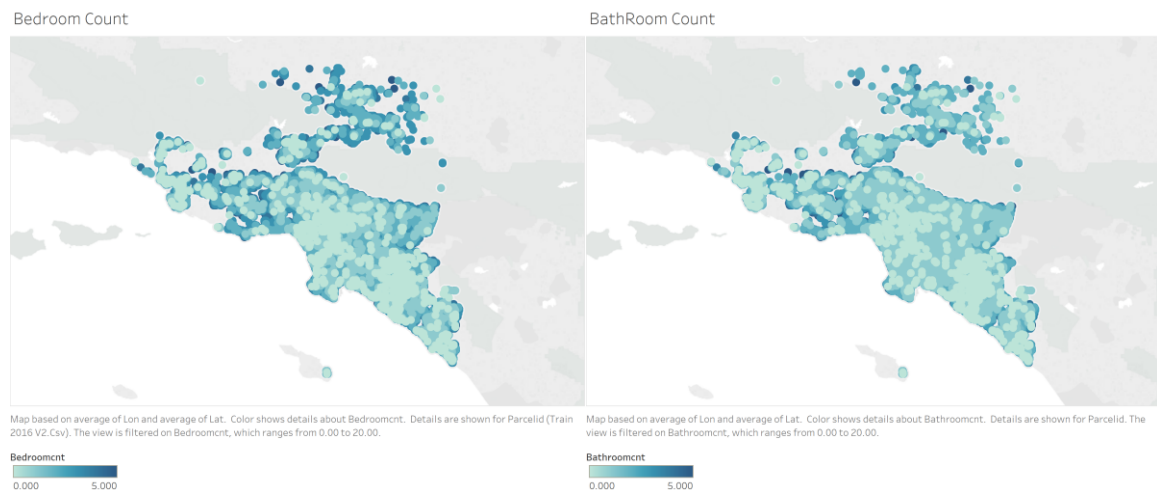 Bedroom Count
Map based on average of Lon and average of Lat. Color shows details about Bedroomcnt. Details are shown for Parcelid (Train
2016 V2.Csv). The view is filtered on Bedroomcnt, which ranges from 0.00 to 20.00.
Bedroomcnt
0.000 5.000
BathRoom Count
Map based on average of Lon and average of Lat. Color shows details about Bathroomcnt. Details are shown for Parcelid. The
view is filtered on Bathroomcnt, which ranges from 0.00 to 20.00.
Bathroomcnt
0.000 5.000